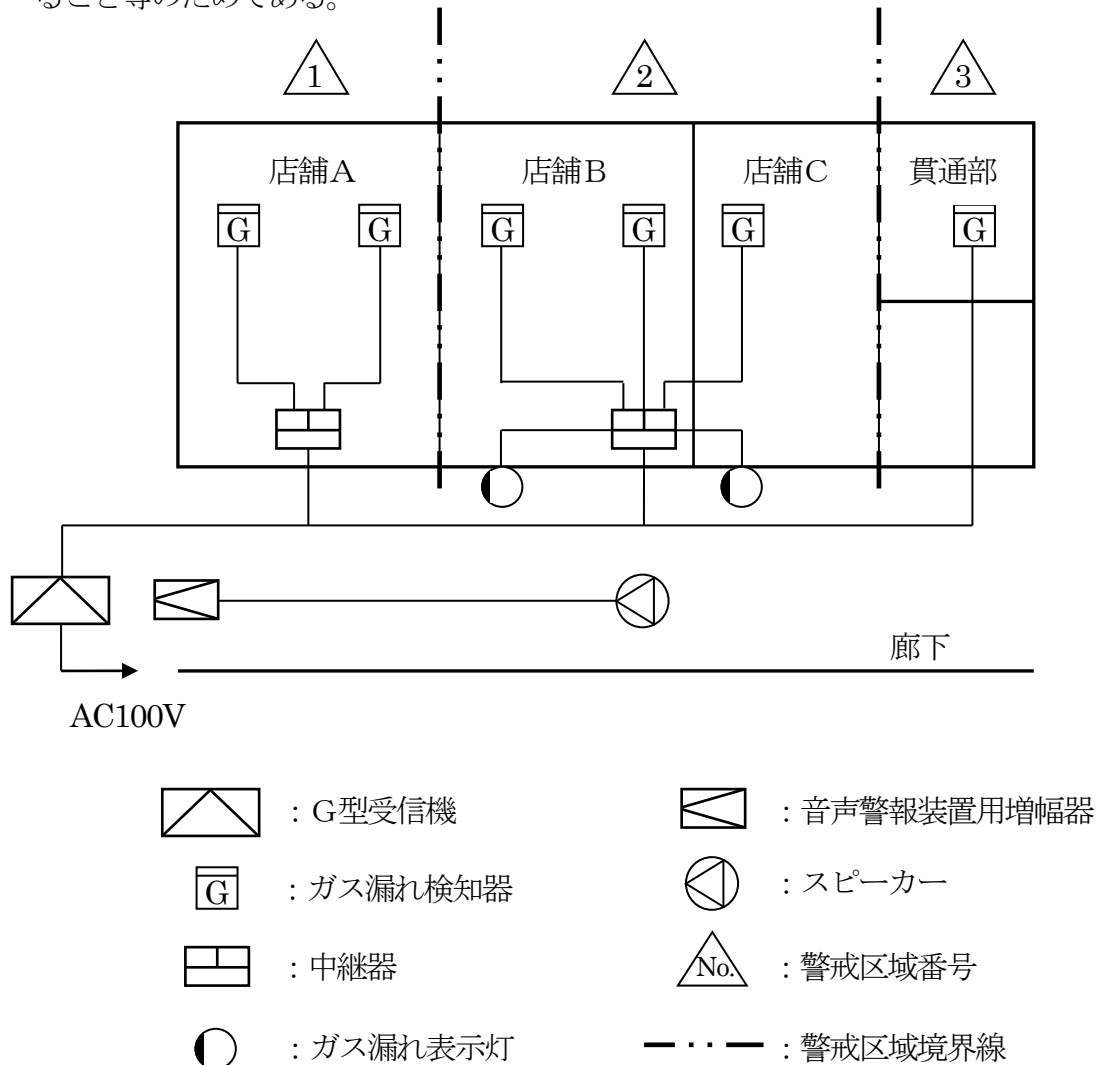 ること等のためである。
1 2 3
店舗A 店舗B 店舗C 貫通部
G G G G G G
廊下
AC100V
：G型受信機 ：音声警報装置用増幅器
G ：ガス漏れ検知器 ：スピーカー
：中継器 No. ：警戒区域番号
：ガス漏れ表示灯 ：警戒区域境界線